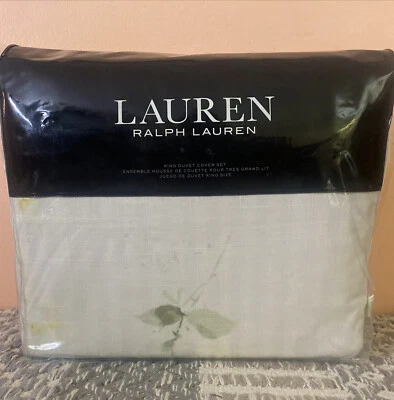 LAUREN
RALPH LAUREN
KING DUVET COVER SET
ENSEMBLE HOUSSE DE COUETTE POUR TRÈS GRAND LIT
JUEGO DE DUVET KING SIZE